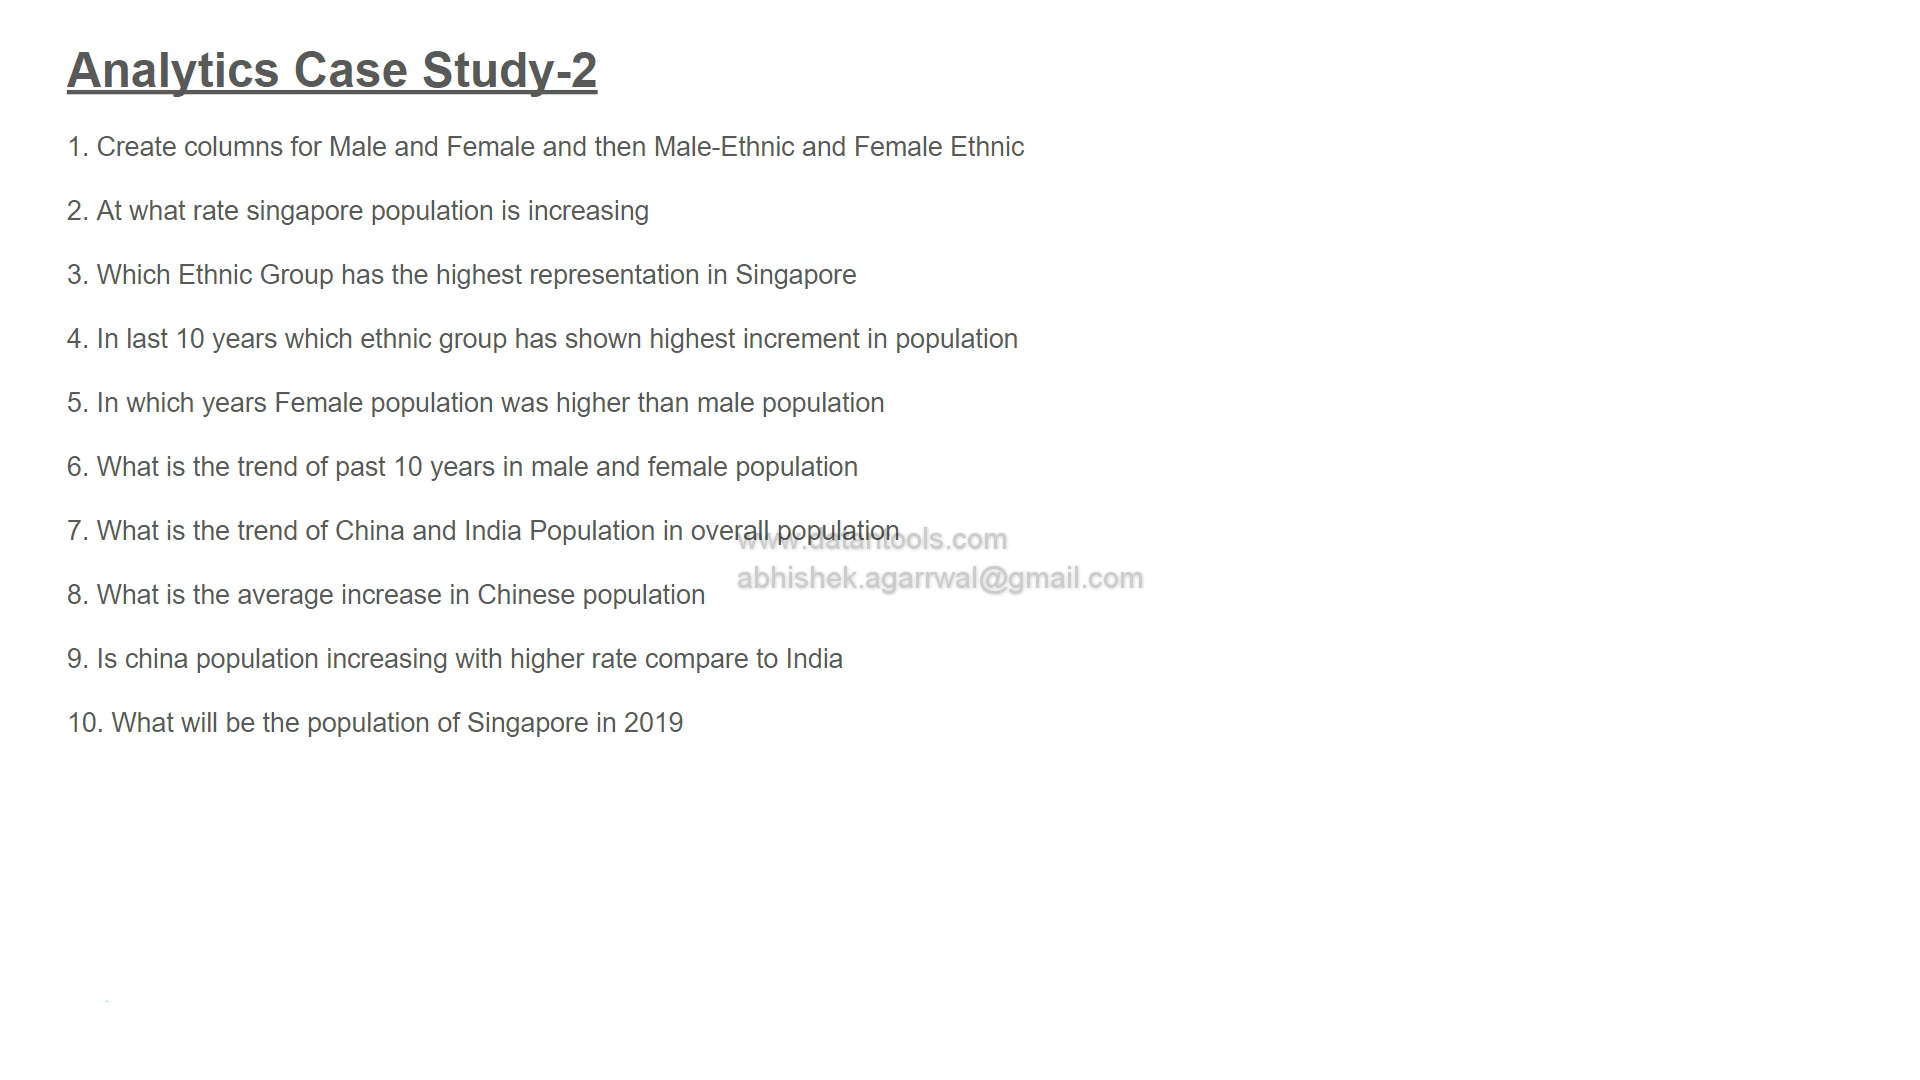 Analytics Case Study-2
1. Create columns for Male and Female and then Male-Ethnic and Female Ethnic
2. At what rate singapore population is increasing
3. Which Ethnic Group has the highest representation in Singapore
4. In last 10 years which ethnic group has shown highest increment in population
5. In which years Female population was higher than male population
6. What is the trend of past 10 years in male and female population
7. What is the trend of China and India Population in overall population
www.datantools.com
abhishek.agarrwal@gmail.com
8. What is the average increase in Chinese population
9. Is china population increasing with higher rate compare to India
10. What will be the population of Singapore in 2019